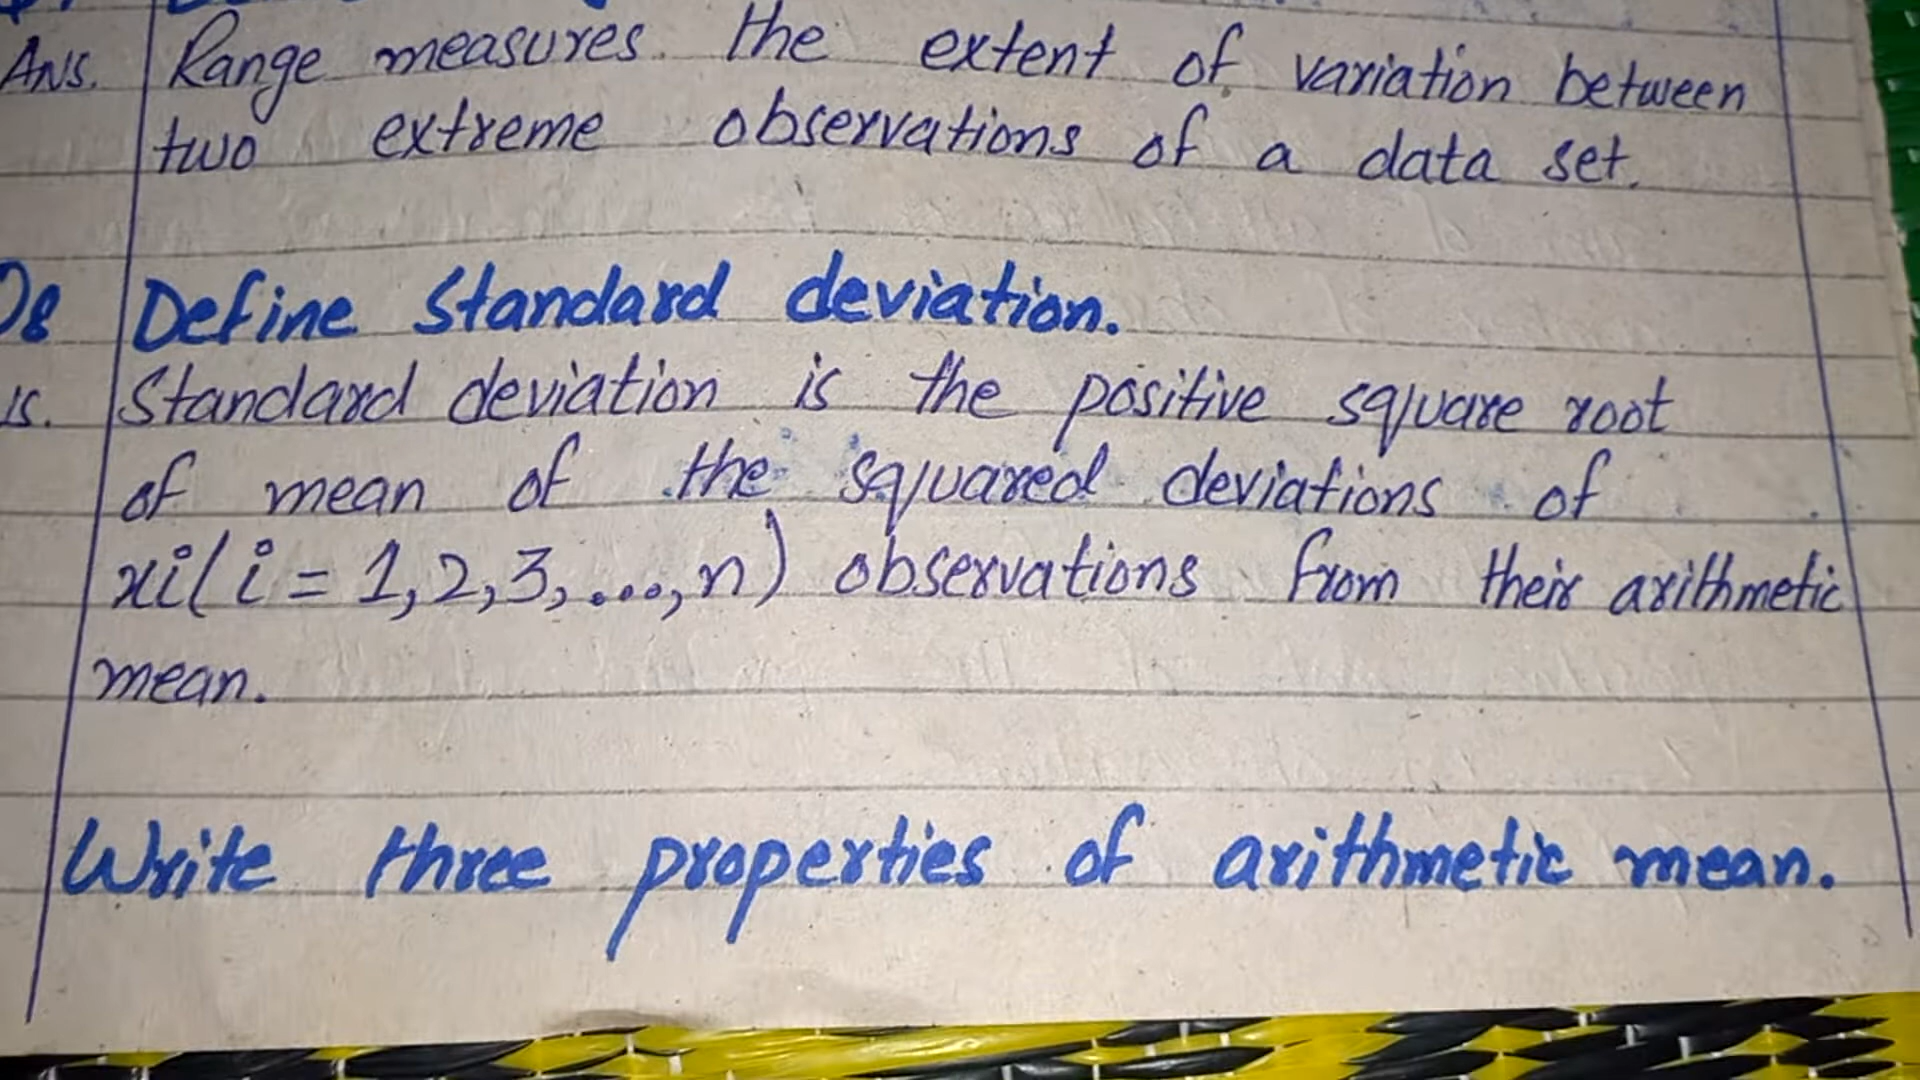 Ans. Range measures the extent of variation between
two extreme observations of a data set.
Q8 Define Standard deviation.
Standard deviation is the positive square root
of mean of the squared deviations of
xi(i = 1,2,3,...,n) observations from their arithmetic
mean.
Write three properties of arithmetic mean.